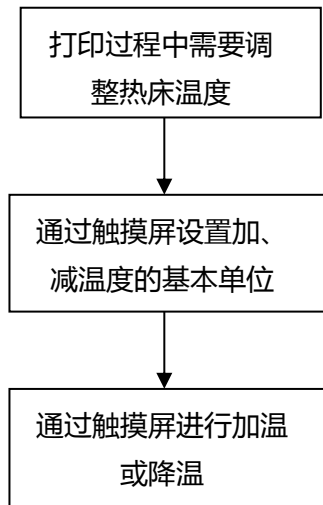 打印过程中需要调
整热床温度
通过触摸屏设置加、
减温度的基本单位
通过触摸屏进行加温
或降温